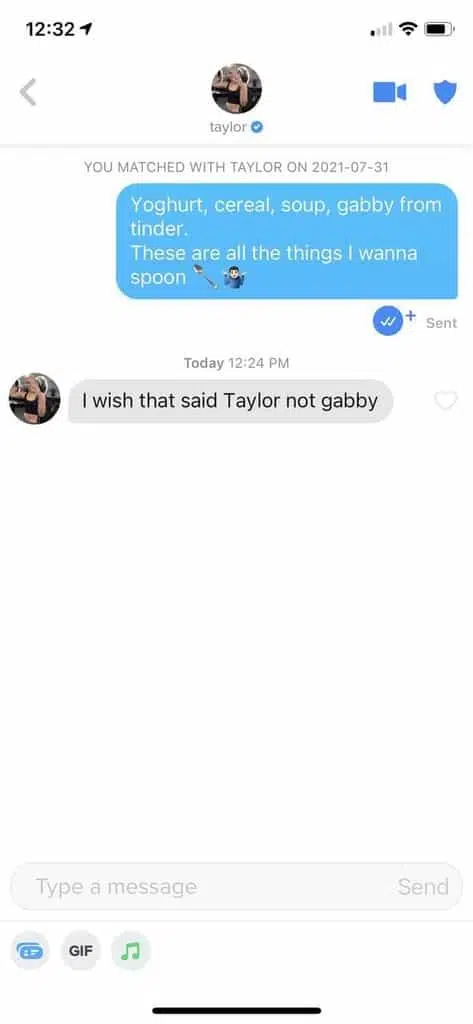 12:32
taylor
YOU MATCHED WITH TAYLOR ON 2021-07-31
Yoghurt, cereal, soup, gabby from
tinder.
These are all the things I wanna
spoon 🥄 🤷🏻‍♂️
Sent
Today 12:24 PM
I wish that said Taylor not gabby
Type a message
Send
GIF